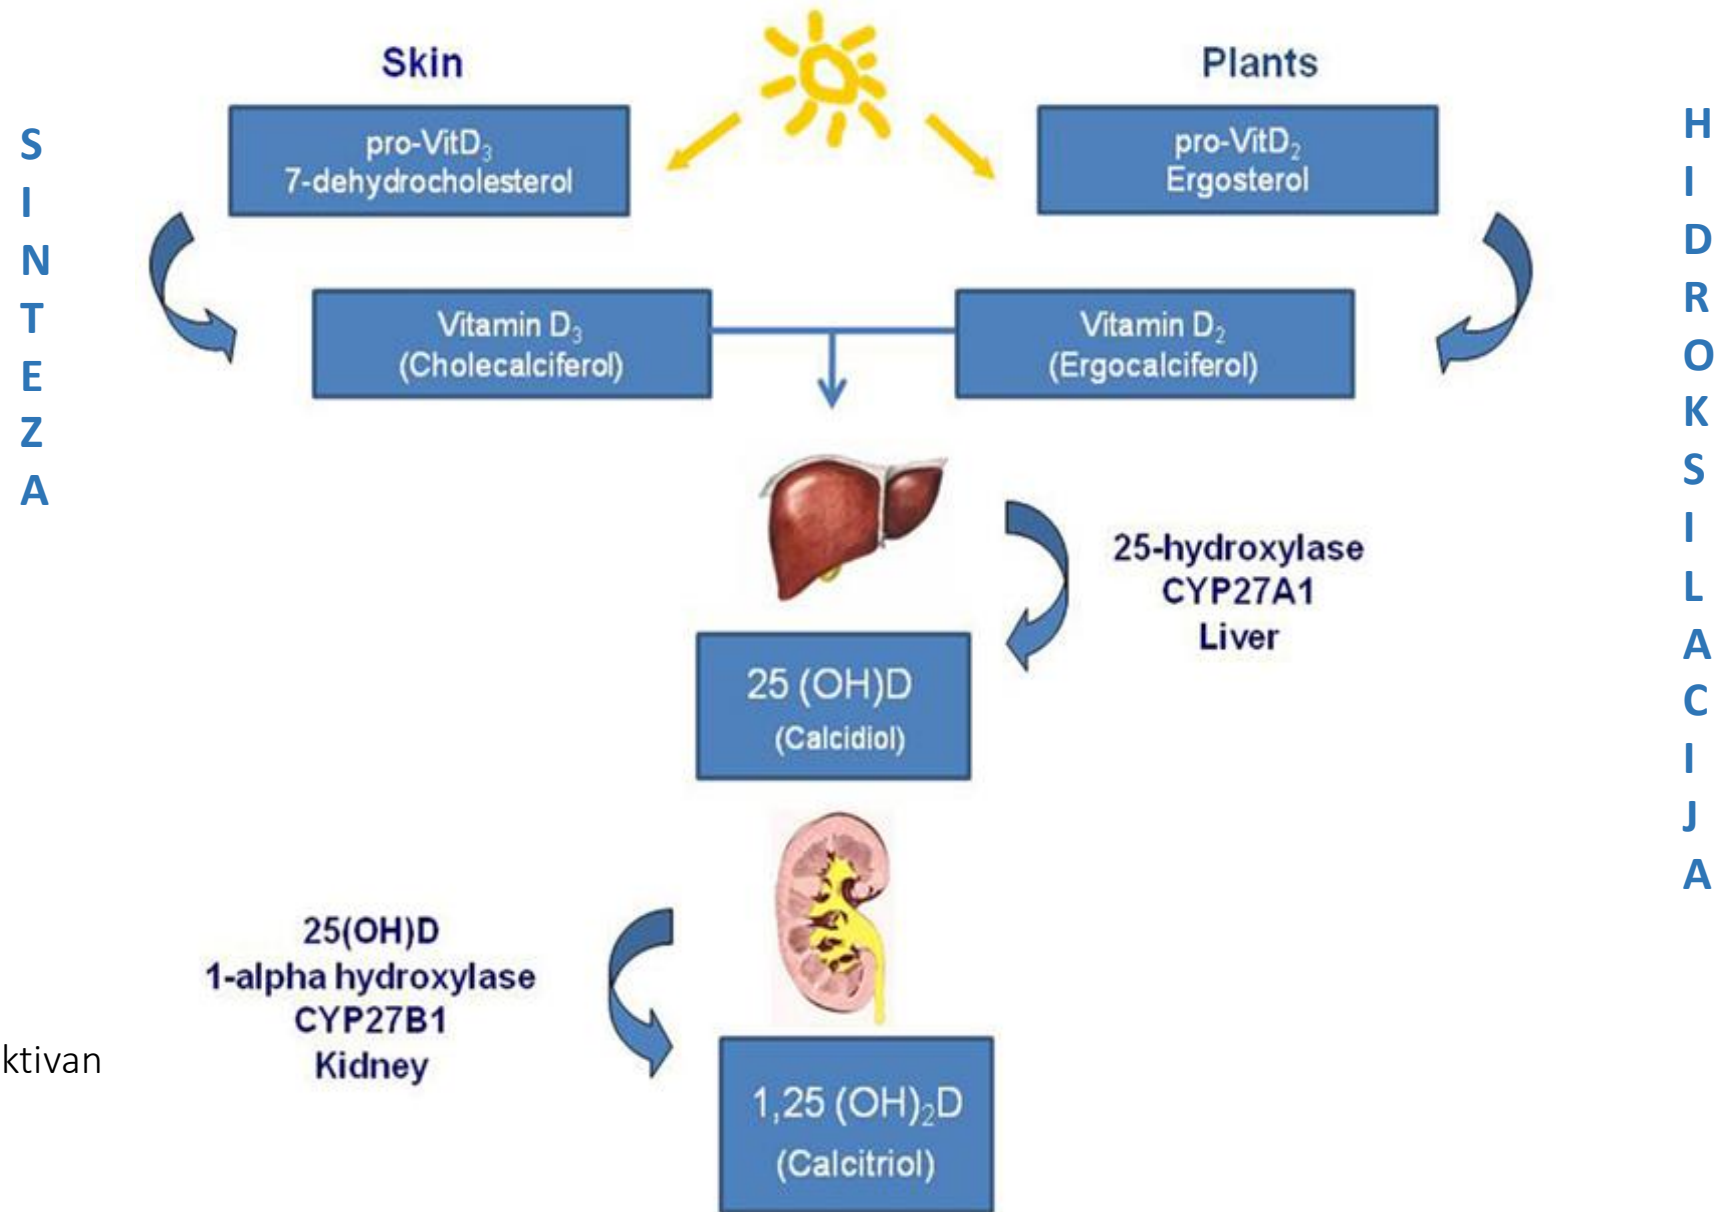 Skin
Plants
S
I
N
T
E
Z
A
H
I
D
R
O
K
S
I
L
A
C
I
J
A
pro-VitD₃
7-dehydrocholesterol
pro-VitD₂
Ergosterol
Vitamin D₃
(Cholecalciferol)
Vitamin D₂
(Ergocalciferol)
25-hydroxylase
CYP27A1
Liver
25 (OH)D
(Calcidiol)
25(OH)D
1-alpha hydroxylase
CYP27B1
Kidney
ktivan
1,25 (OH)₂D
(Calcitriol)